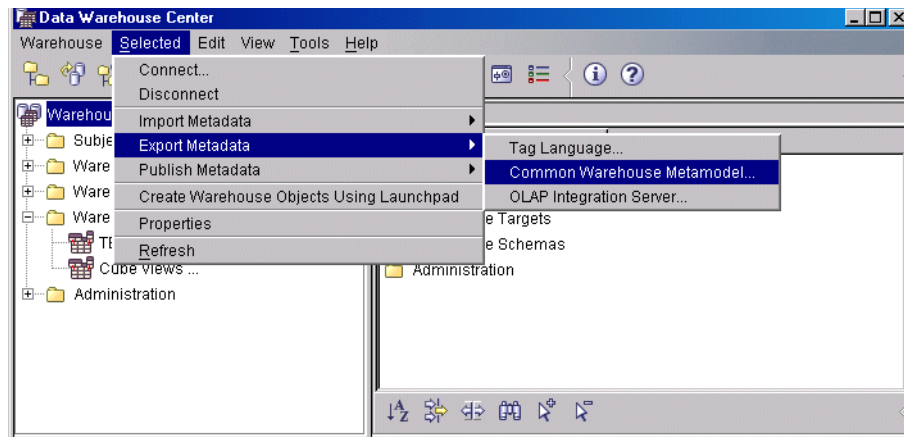 Data Warehouse Center
Warehouse Selected Edit View Tools Help
Connect...
Disconnect
Import Metadata
Export Metadata
Publish Metadata
Create Warehouse Objects Using Launchpad
Properties
Refresh
Tag Language...
Common Warehouse Metamodel...
OLAP Integration Server...
Warehou
Subje
Ware
Ware
Ware
TE
Cube Views ...
Administration
e Targets
e Schemas
Administration